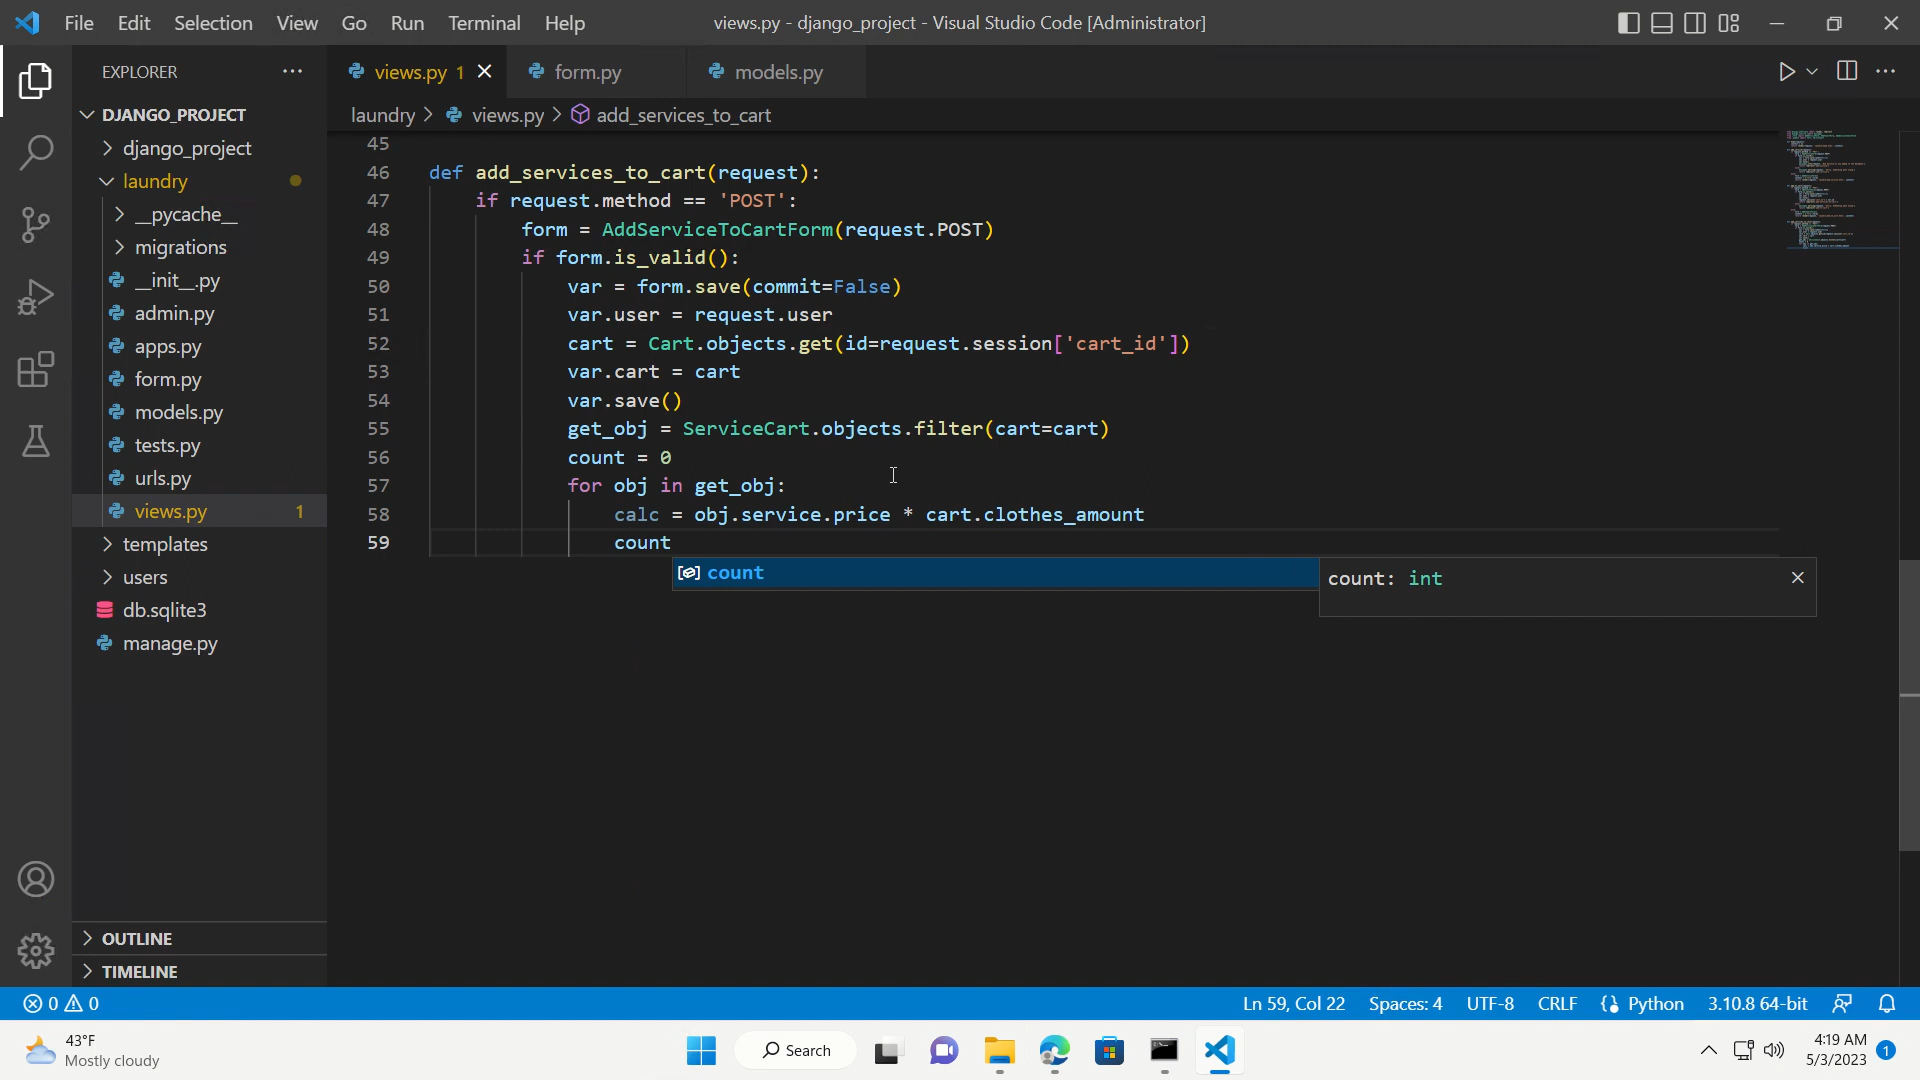 File Edit Selection View Go Run Terminal Help
views.py - django_project - Visual Studio Code [Administrator]
EXPLORER
views.py 1
form.py
models.py
DJANGO_PROJECT
django_project
laundry
__pycache__
migrations
__init__.py
admin.py
apps.py
form.py
models.py
tests.py
urls.py
views.py 1
templates
users
db.sqlite3
manage.py
OUTLINE
TIMELINE
laundry > views.py > add_services_to_cart
45
46 def add_services_to_cart(request):
47 if request.method == 'POST':
48 form = AddServiceToCartForm(request.POST)
49 if form.is_valid():
50 var = form.save(commit=False)
51 var.user = request.user
52 cart = Cart.objects.get(id=request.session['cart_id'])
53 var.cart = cart
54 var.save()
55 get_obj = ServiceCart.objects.filter(cart=cart)
56 count = 0
57 for obj in get_obj:
58 calc = obj.service.price * cart.clothes_amount
59 count
count
count: int
0 0
Ln 59, Col 22 Spaces: 4 UTF-8 CRLF Python 3.10.8 64-bit
43°F
Mostly cloudy
Search
4:19 AM
5/3/2023
1